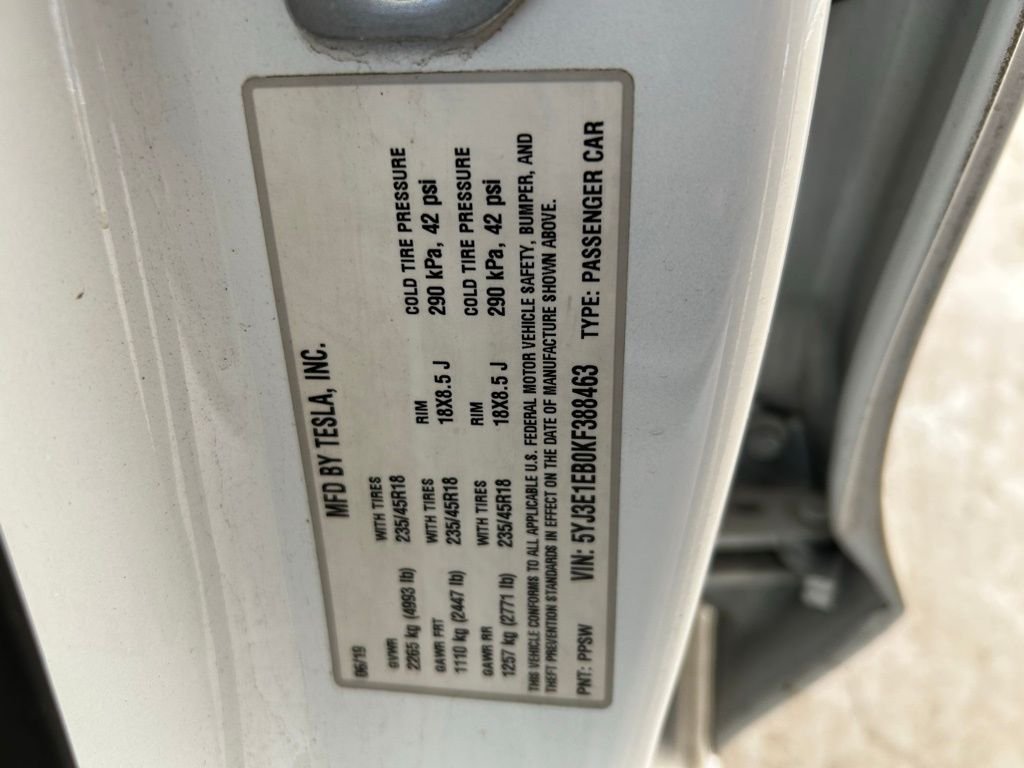 MFD BY TESLA, INC.
06/19
GVWR WITH TIRES RIM COLD TIRE PRESSURE
2265 kg (4993 lb) 235/45R18 18X8.5 J 290 kPa, 42 psi
GAWR FRT WITH TIRES RIM COLD TIRE PRESSURE
1110 kg (2447 lb) 235/45R18 18X8.5 J 290 kPa, 42 psi
GAWR RR WITH TIRES
1257 kg (2771 lb) 235/45R18
THIS VEHICLE CONFORMS TO ALL APPLICABLE U.S. FEDERAL MOTOR VEHICLE SAFETY, BUMPER, AND
THEFT PREVENTION STANDARDS IN EFFECT ON THE DATE OF MANUFACTURE SHOWN ABOVE.
PNT: PPSW VIN: 5YJ3E1EB0KF388463 TYPE: PASSENGER CAR